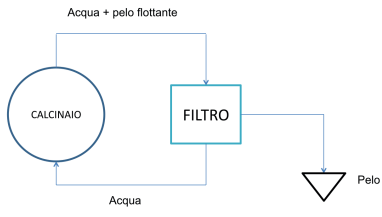 Acqua + pelo flottante
CALCINAIO
FILTRO
Pelo
Acqua